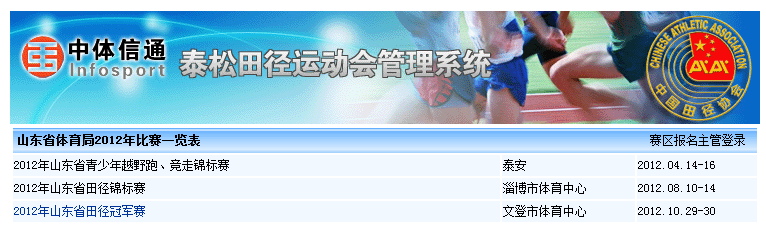 中体信通
Infosport
泰松田径运动会管理系统
CHINESE ATHLETIC ASSOCIATION
中国田径协会
山东省体育局2012年比赛一览表 赛区报名主管登录
2012年山东省青少年越野跑、竞走锦标赛 泰安 2012.04.14-16
2012年山东省田径锦标赛 淄博市体育中心 2012.08.10-14
2012年山东省田径冠军赛 文登市体育中心 2012.10.29-30